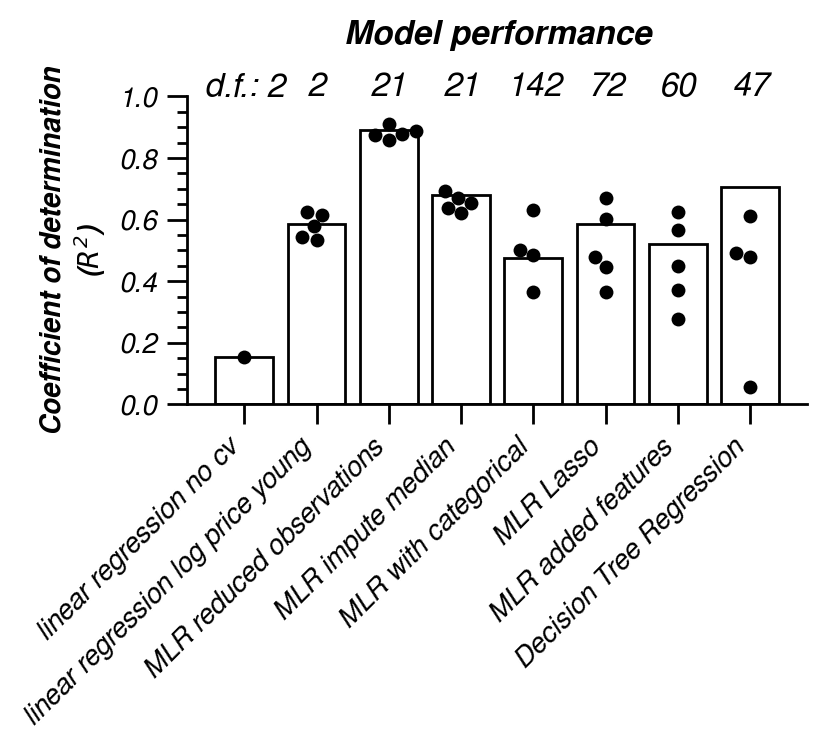 Model performance
d.f.: 2 2 21 21 142 72 60 47
Coefficient of determination
(R²)
1.0
0.8
0.6
0.4
0.2
0.0
linear regression no cv
linear regression log price young
MLR reduced observations
MLR impute median
MLR with categorical
MLR Lasso
MLR added features
Decision Tree Regression